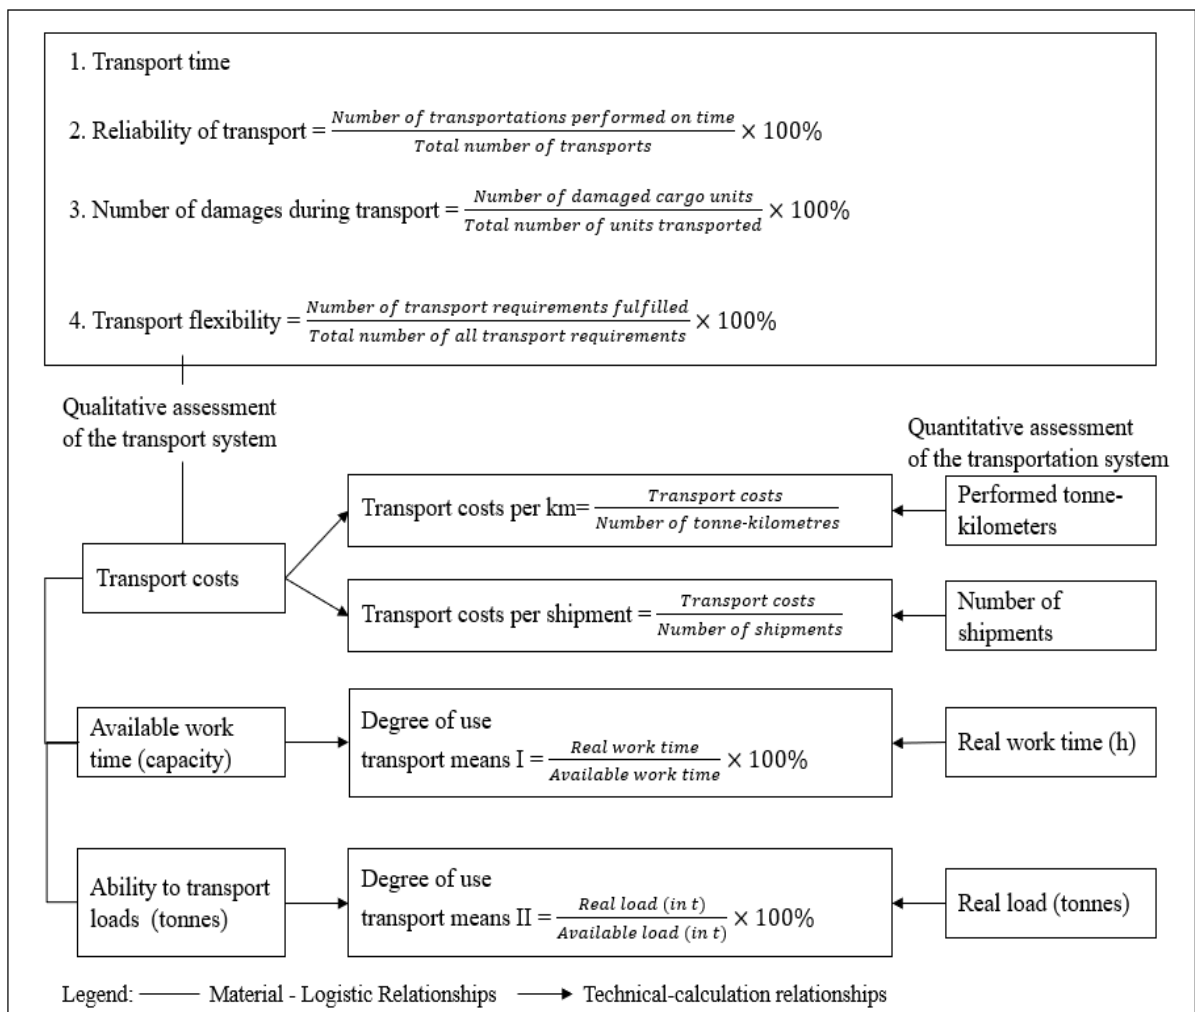 1. Transport time
2. Reliability of transport = Number of transportations performed on time / Total number of transports × 100%
3. Number of damages during transport = Number of damaged cargo units / Total number of units transported × 100%
4. Transport flexibility = Number of transport requirements fulfilled / Total number of all transport requirements × 100%
Qualitative assessment
of the transport system
Quantitative assessment
of the transportation system
Transport costs
Transport costs per km= Transport costs / Number of tonne-kilometres
Performed tonne-
kilometers
Transport costs per shipment = Transport costs / Number of shipments
Number of
shipments
Available work
time (capacity)
Degree of use
transport means I = Real work time / Available work time × 100%
Real work time (h)
Ability to transport
loads (tonnes)
Degree of use
transport means II = Real load (in t) / Available load (in t) × 100%
Real load (tonnes)
Legend: Material - Logistic Relationships Technical-calculation relationships